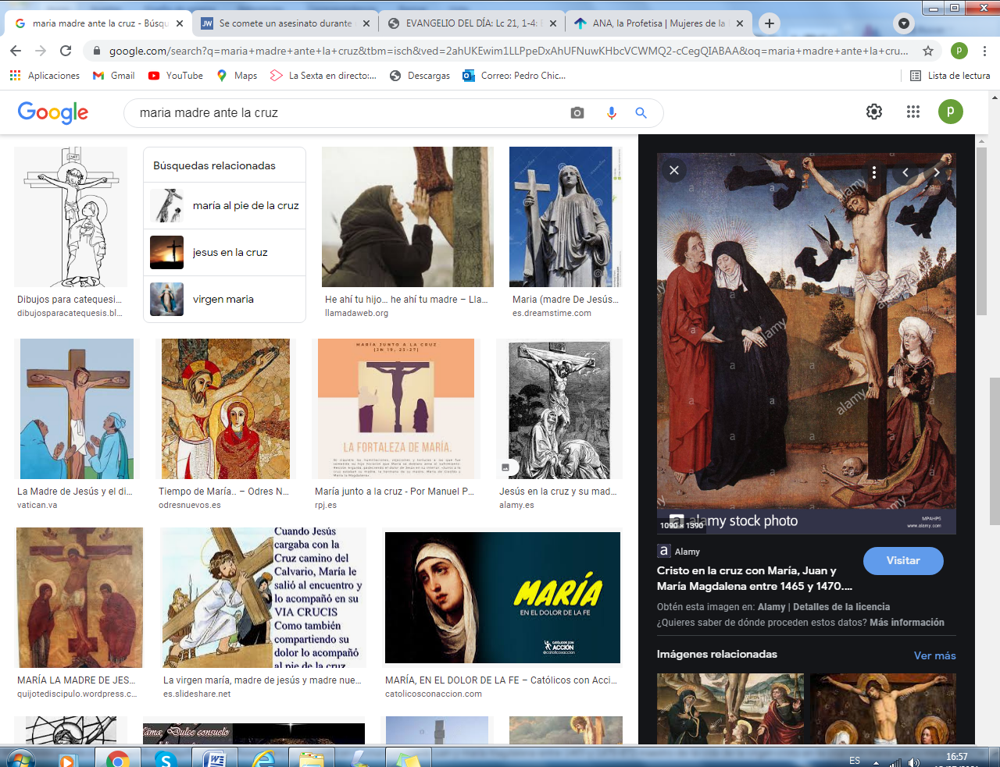 maria madre ante la cruz - Búsqu
Se comete un asesinato durante
EVANGELIO DEL DÍA: Lc 21, 1-4: E
ANA, la Profetisa | Mujeres de la
google.com/search?q=maria+madre+ante+la+cruz&tbm=isch&ved=2ahUKEwim1LLPpeDxAhUFNuwKHbcVCWMQ2-cCegQIABAA&oq=maria+madre+ante+la+cru...
p
Aplicaciones
Gmail
YouTube
Maps
La Sexta en directo:...
Descargas
Correo: Pedro Chic...
Lista de lectura
Google
maria madre ante la cruz
p
Búsquedas relacionadas
maría al pie de la cruz
jesus en la cruz
virgen maria
Dibujos para catequesi...
dibujosparacatequesis.bl...
He ahí tu hijo... he ahí tu madre – Lla...
llamadaweb.org
Maria (madre De Jesús...
es.dreamstime.com
MARÍA JUNTO A LA CRUZ
(JN 19, 25-27)
LA FORTALEZA DE MARÍA.
La Madre de Jesús y el di...
vatican.va
Tiempo de María.. – Odres N...
odresnuevos.es
María junto a la cruz - Por Manuel P...
rpj.es
Jesús en la cruz y su mad...
alamy.es
Cuando Jesús
cargaba con la
Cruz camino del
Calvario, María le
salió al encuentro y
lo acompañó en su
VIA CRUCIS
Como también
compartiendo su
dolor lo acompañó
al pie de la cruz
MARÍA
EN EL DOLOR DE LA FE
CATÓLICOS CON
ACCIÓN
@catolicosaccion
MARÍA LA MADRE DE JES...
quijotediscipulo.wordpress.c...
La virgen maría, madre de jesús y madre nue...
es.slideshare.net
MARÍA, EN EL DOLOR DE LA FE – Católicos con Acci...
catolicosconaccion.com
Dulce consuelo
alamy
alamy
alamy
a alamy stock photo
MPAHP5
www.alamy.com
1090 × 1390
a Alamy
Visitar
Cristo en la cruz con María, Juan y
María Magdalena entre 1465 y 1470....
Obtén esta imagen en: Alamy | Detalles de la licencia
¿Quieres saber de dónde proceden estos datos? Más información
Imágenes relacionadas
Ver más
ES
16:57